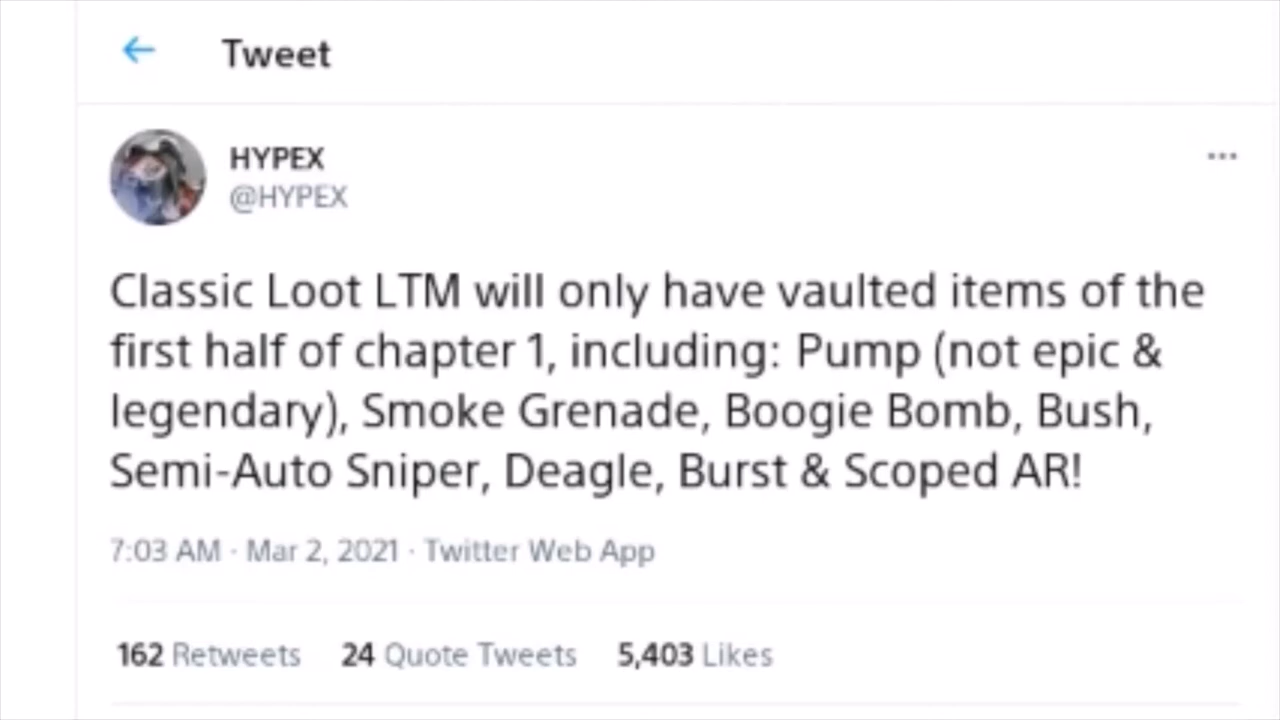 Tweet
HYPEX
@HYPEX
Classic Loot LTM will only have vaulted items of the
first half of chapter 1, including: Pump (not epic &
legendary), Smoke Grenade, Boogie Bomb, Bush,
Semi-Auto Sniper, Deagle, Burst & Scoped AR!
7:03 AM · Mar 2, 2021 · Twitter Web App
162 Retweets 24 Quote Tweets 5,403 Likes